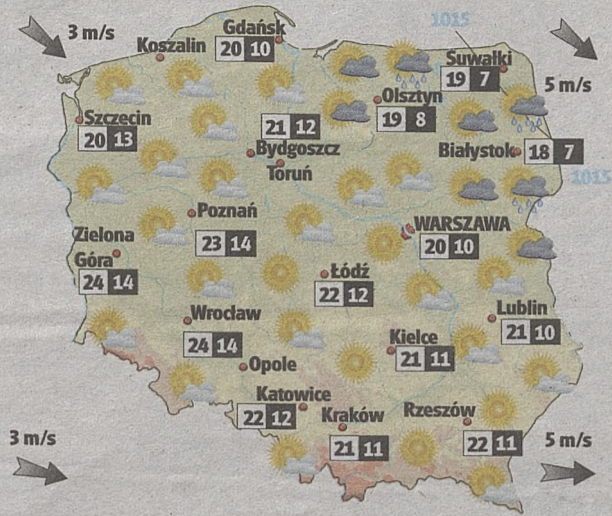 1015
3 m/s
Gdańsk
20 10
Koszalin
Suwałki
19 7
5 m/s
Olsztyn
19 8
Szczecin
20 13
21 12
Bydgoszcz
Toruń
Białystok
18 7
1015
Poznań
23 14
WARSZAWA
20 10
Zielona
Góra
24 14
Łódź
22 12
Wrocław
24 14
Lublin
21 10
Kielce
21 11
Opole
Katowice
22 12
Kraków
21 11
Rzeszów
22 11
3 m/s
5 m/s